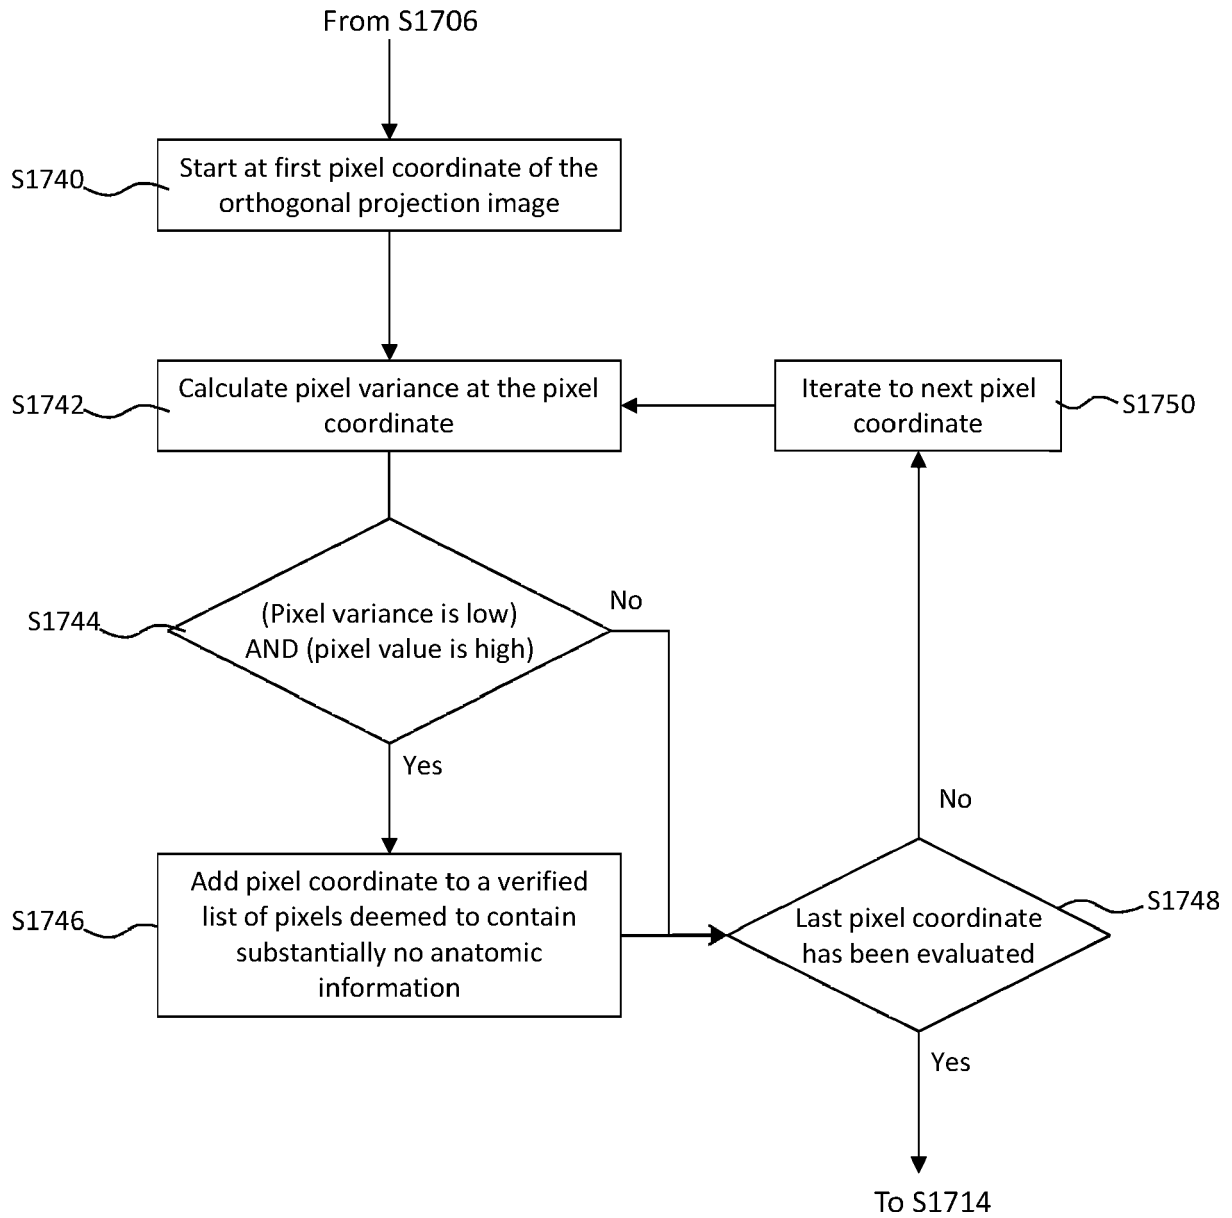 From S1706
S1740
Start at first pixel coordinate of the
orthogonal projection image
S1742
Calculate pixel variance at the pixel
coordinate
Iterate to next pixel
coordinate
S1750
S1744
(Pixel variance is low)
AND (pixel value is high)
No
Yes
No
S1746
Add pixel coordinate to a verified
list of pixels deemed to contain
substantially no anatomic
information
S1748
Last pixel coordinate
has been evaluated
Yes
To S1714